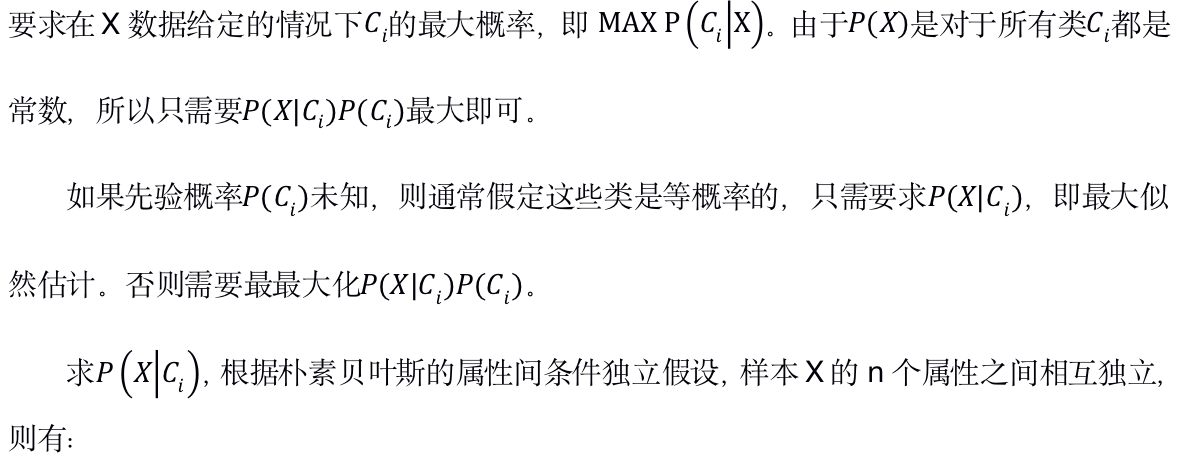 要求在 X 数据给定的情况下$C_i$的最大概率，即 MAX P$\left(C_i\middle|X\right)$。由于$P(X)$是对于所有类$C_i$都是
常数，所以只需要$P(X|C_i)P(C_i)$最大即可。
如果先验概率$P(C_i)$未知，则通常假定这些类是等概率的，只需要求$P(X|C_i)$，即最大似
然估计。否则需要最最大化$P(X|C_i)P(C_i)$。
求$P\left(X\middle|C_i\right)$，根据朴素贝叶斯的属性间条件独立假设，样本 X 的 n 个属性之间相互独立，
则有：